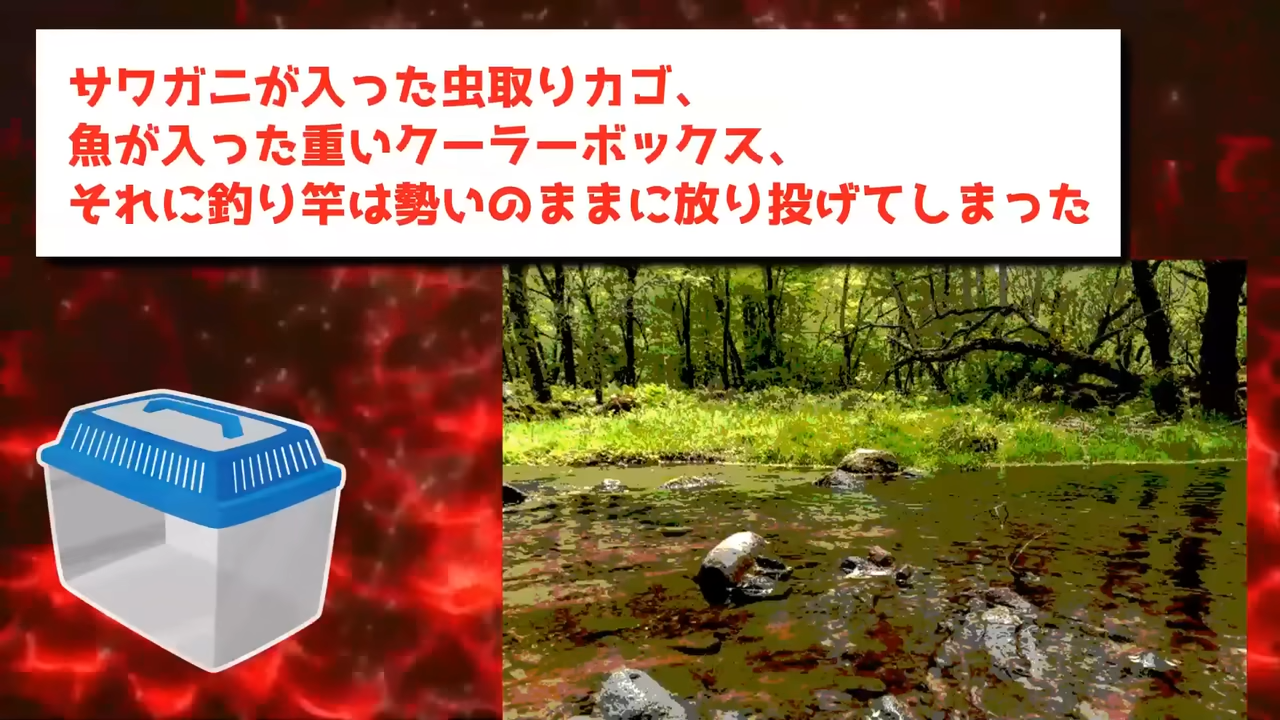 サワガニが入った虫取りカゴ、
魚が入った重いクーラーボックス、
それに釣り竿は勢いのままに放り投げてしまった